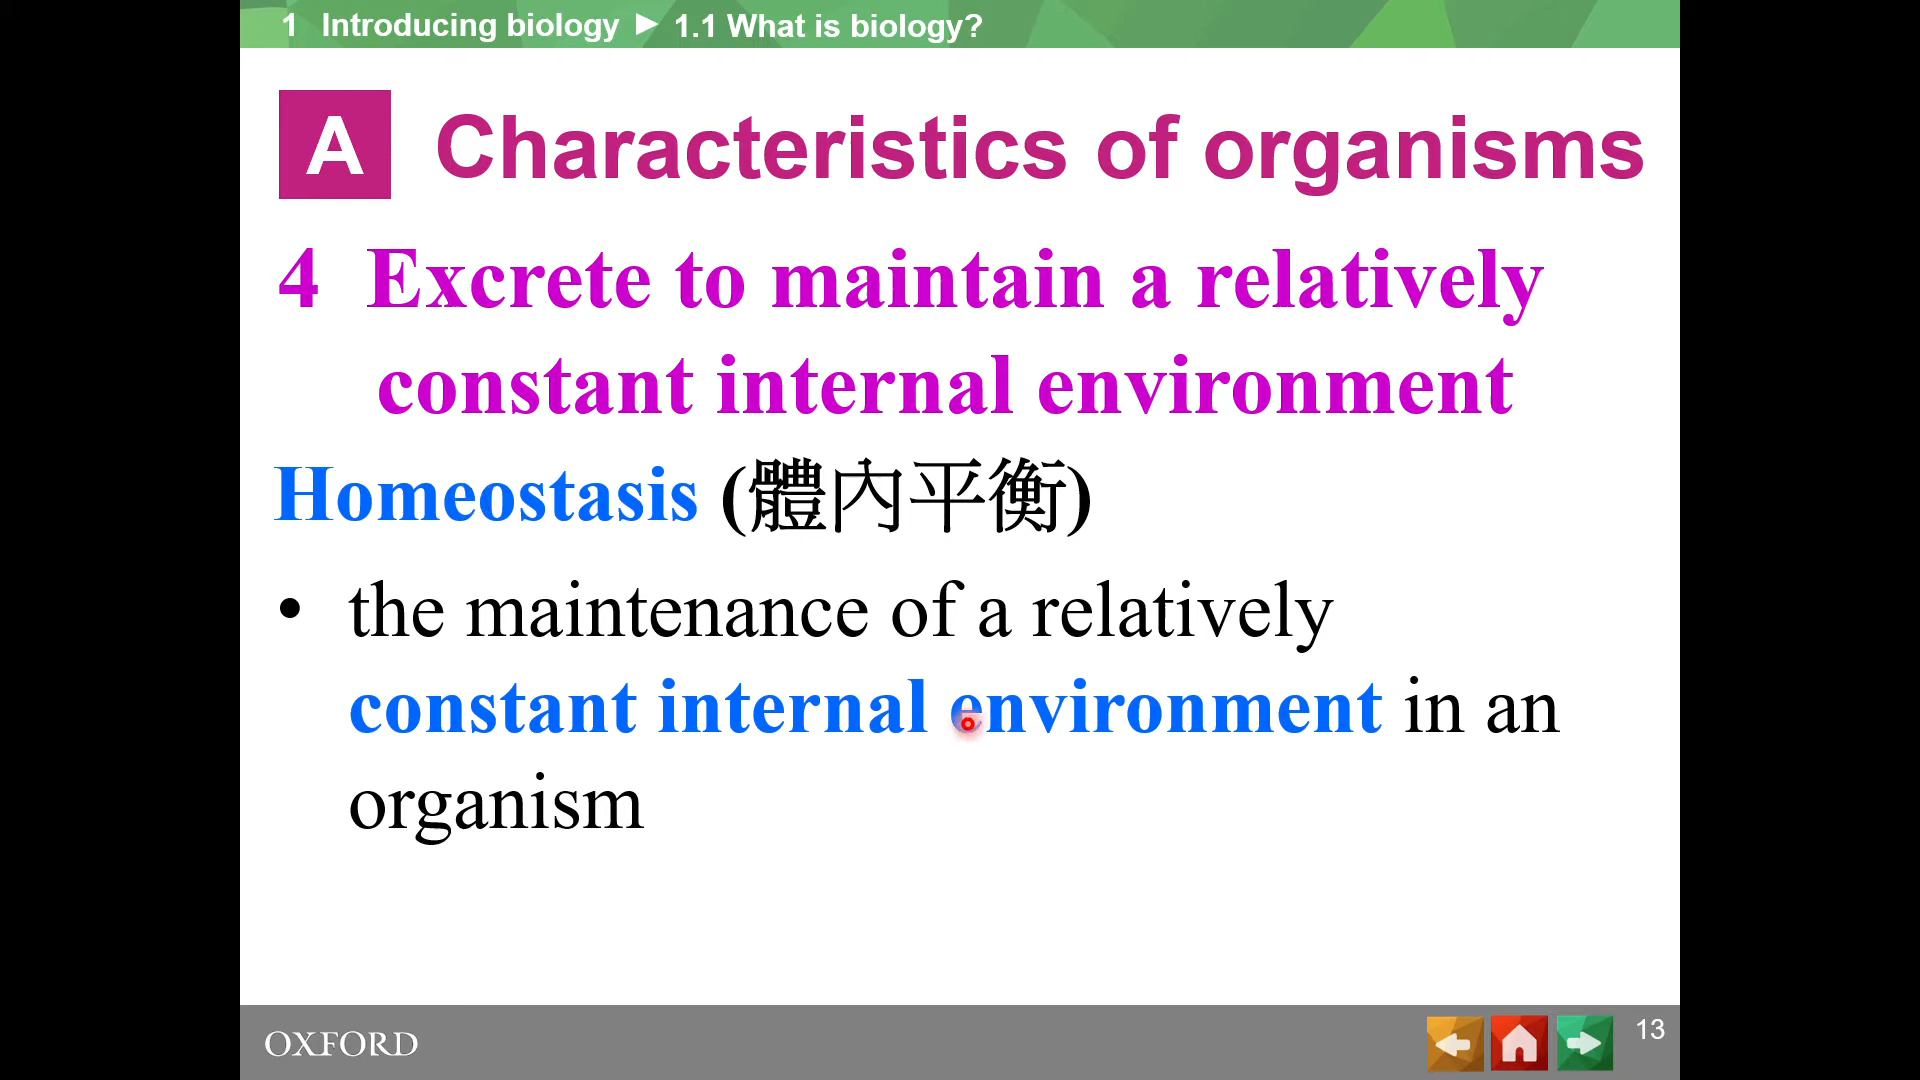 1 Introducing biology ► 1.1 What is biology?
A Characteristics of organisms
4 Excrete to maintain a relatively
constant internal environment
Homeostasis (體內平衡)
• the maintenance of a relatively
constant internal environment in an
organism
OXFORD
13